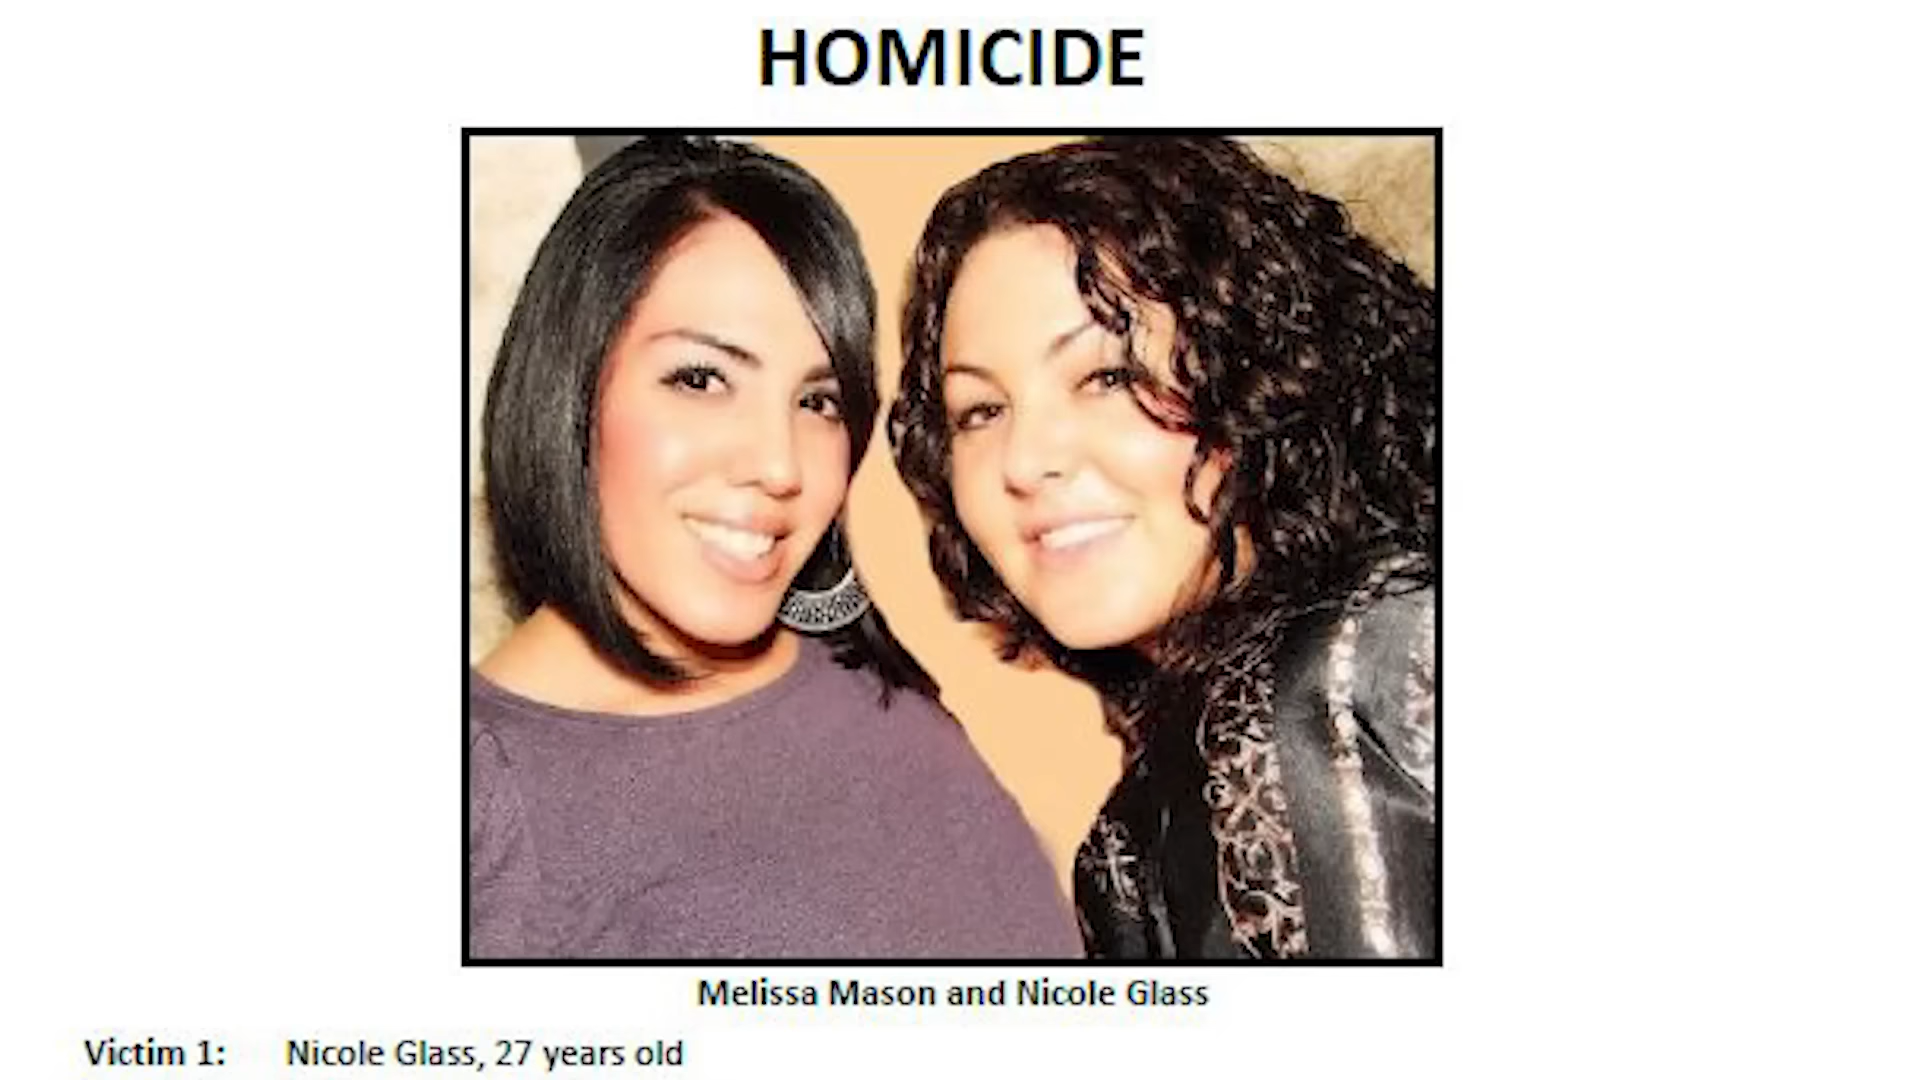 HOMICIDE
Melissa Mason and Nicole Glass
Victim 1: Nicole Glass, 27 years old